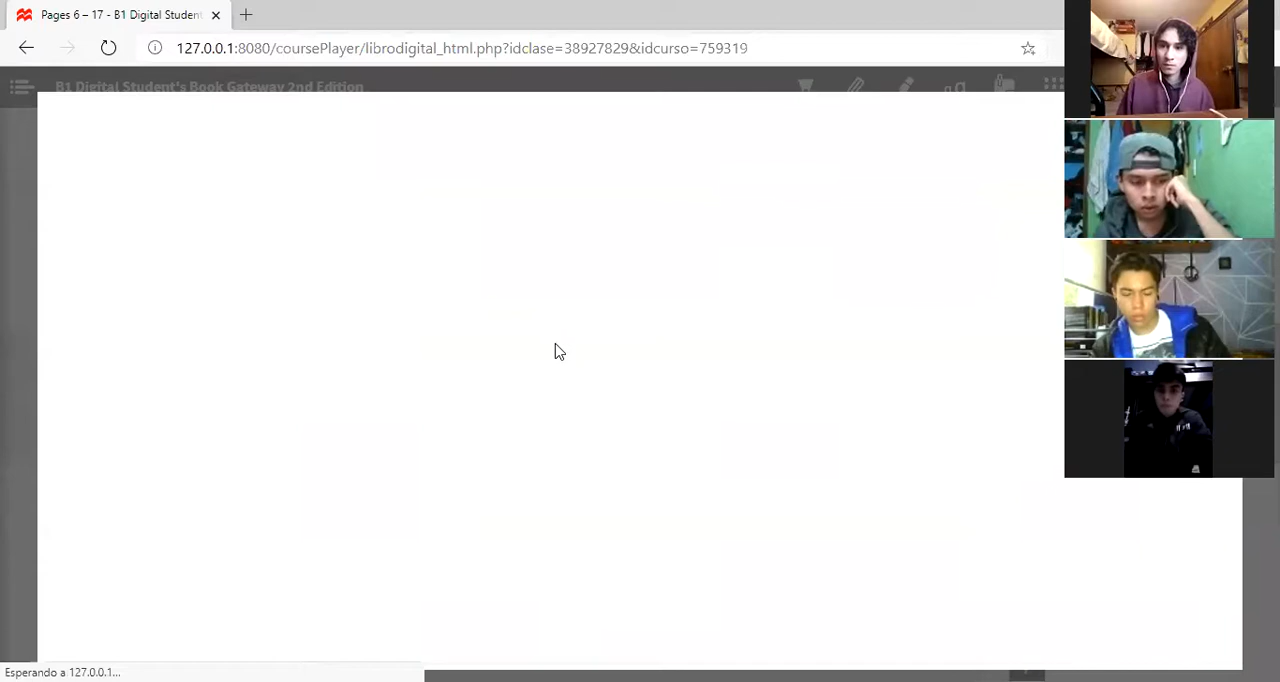 Pages 6 – 17 - B1 Digital Studen
127.0.0.1:8080/coursePlayer/librodigital_html.php?idclase=38927829&idcurso=759319
B1 Digital Student's Book Gateway 2nd Edition
Esperando a 127.0.0.1...